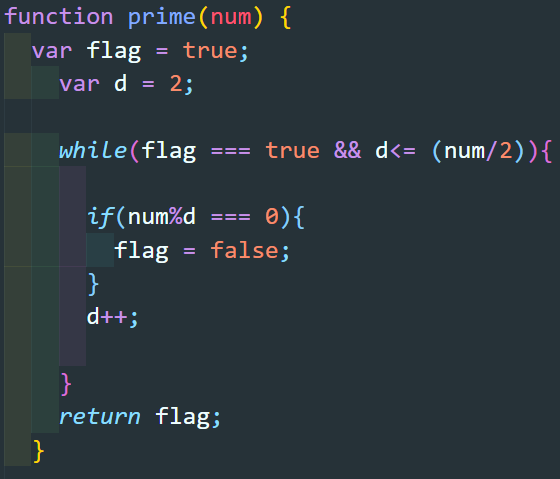 function prime(num) {
var flag = true;
var d = 2;
while(flag === true && d<= (num/2)){
if(num%d === 0){
flag = false;
}
d++;
}
return flag;
}